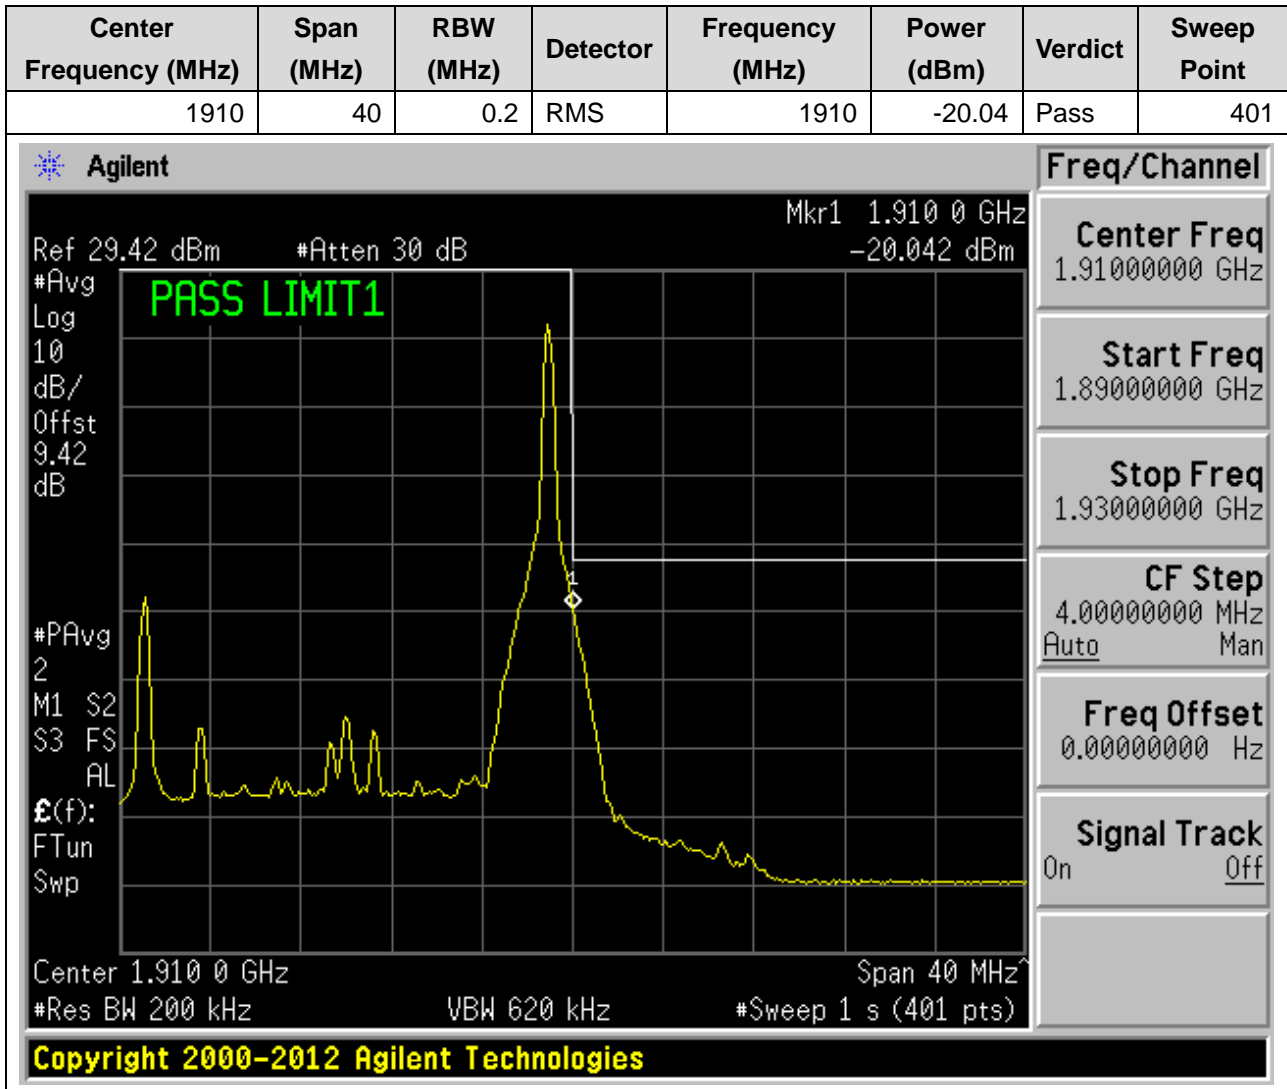 Center Frequency (MHz) Span (MHz) RBW (MHz) Detector Frequency (MHz) Power (dBm) Verdict Sweep Point
1910 40 0.2 RMS 1910 -20.04 Pass 401
Agilent
Freq/Channel
Mkr1 1.910 0 GHz
Ref 29.42 dBm #Atten 30 dB -20.042 dBm
#Avg
Log
10
dB/
Offst
9.42
dB
PASS LIMIT1
1
#PAvg
2
M1 S2
S3 FS
AL
£(f):
FTun
Swp
Center 1.910 0 GHz Span 40 MHz^
#Res BW 200 kHz VBW 620 kHz #Sweep 1 s (401 pts)
Center Freq
1.91000000 GHz
Start Freq
1.89000000 GHz
Stop Freq
1.93000000 GHz
CF Step
4.00000000 MHz
Auto Man
Freq Offset
0.00000000 Hz
Signal Track
On Off
Copyright 2000-2012 Agilent Technologies